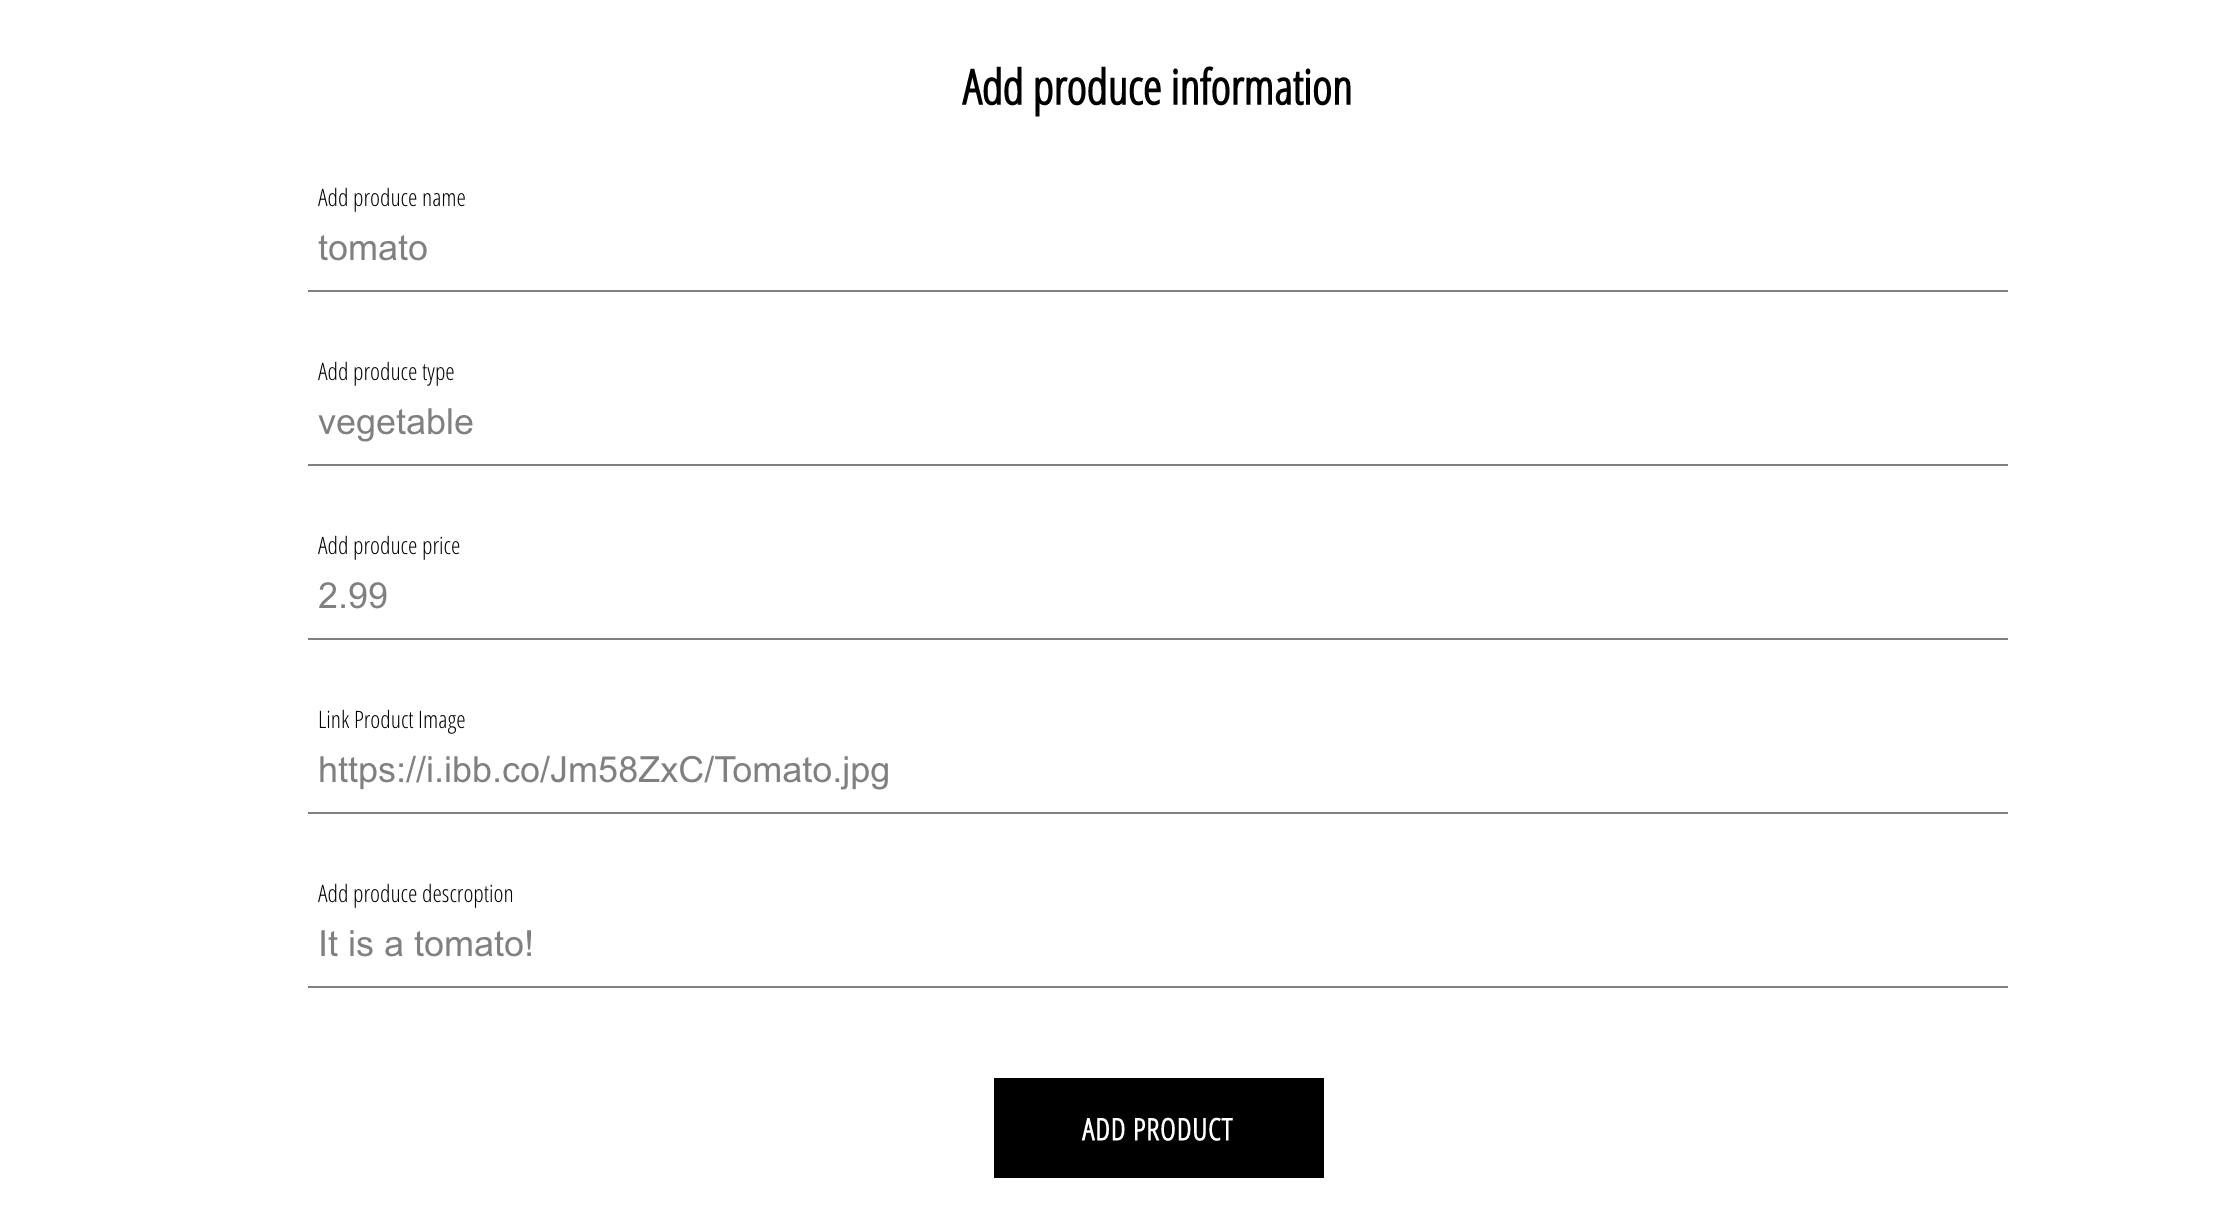 Add produce information
Add produce name
tomato
Add produce type
vegetable
Add produce price
2.99
Link Product Image
https://i.ibb.co/Jm58ZxC/Tomato.jpg
Add produce descroption
It is a tomato!
ADD PRODUCT